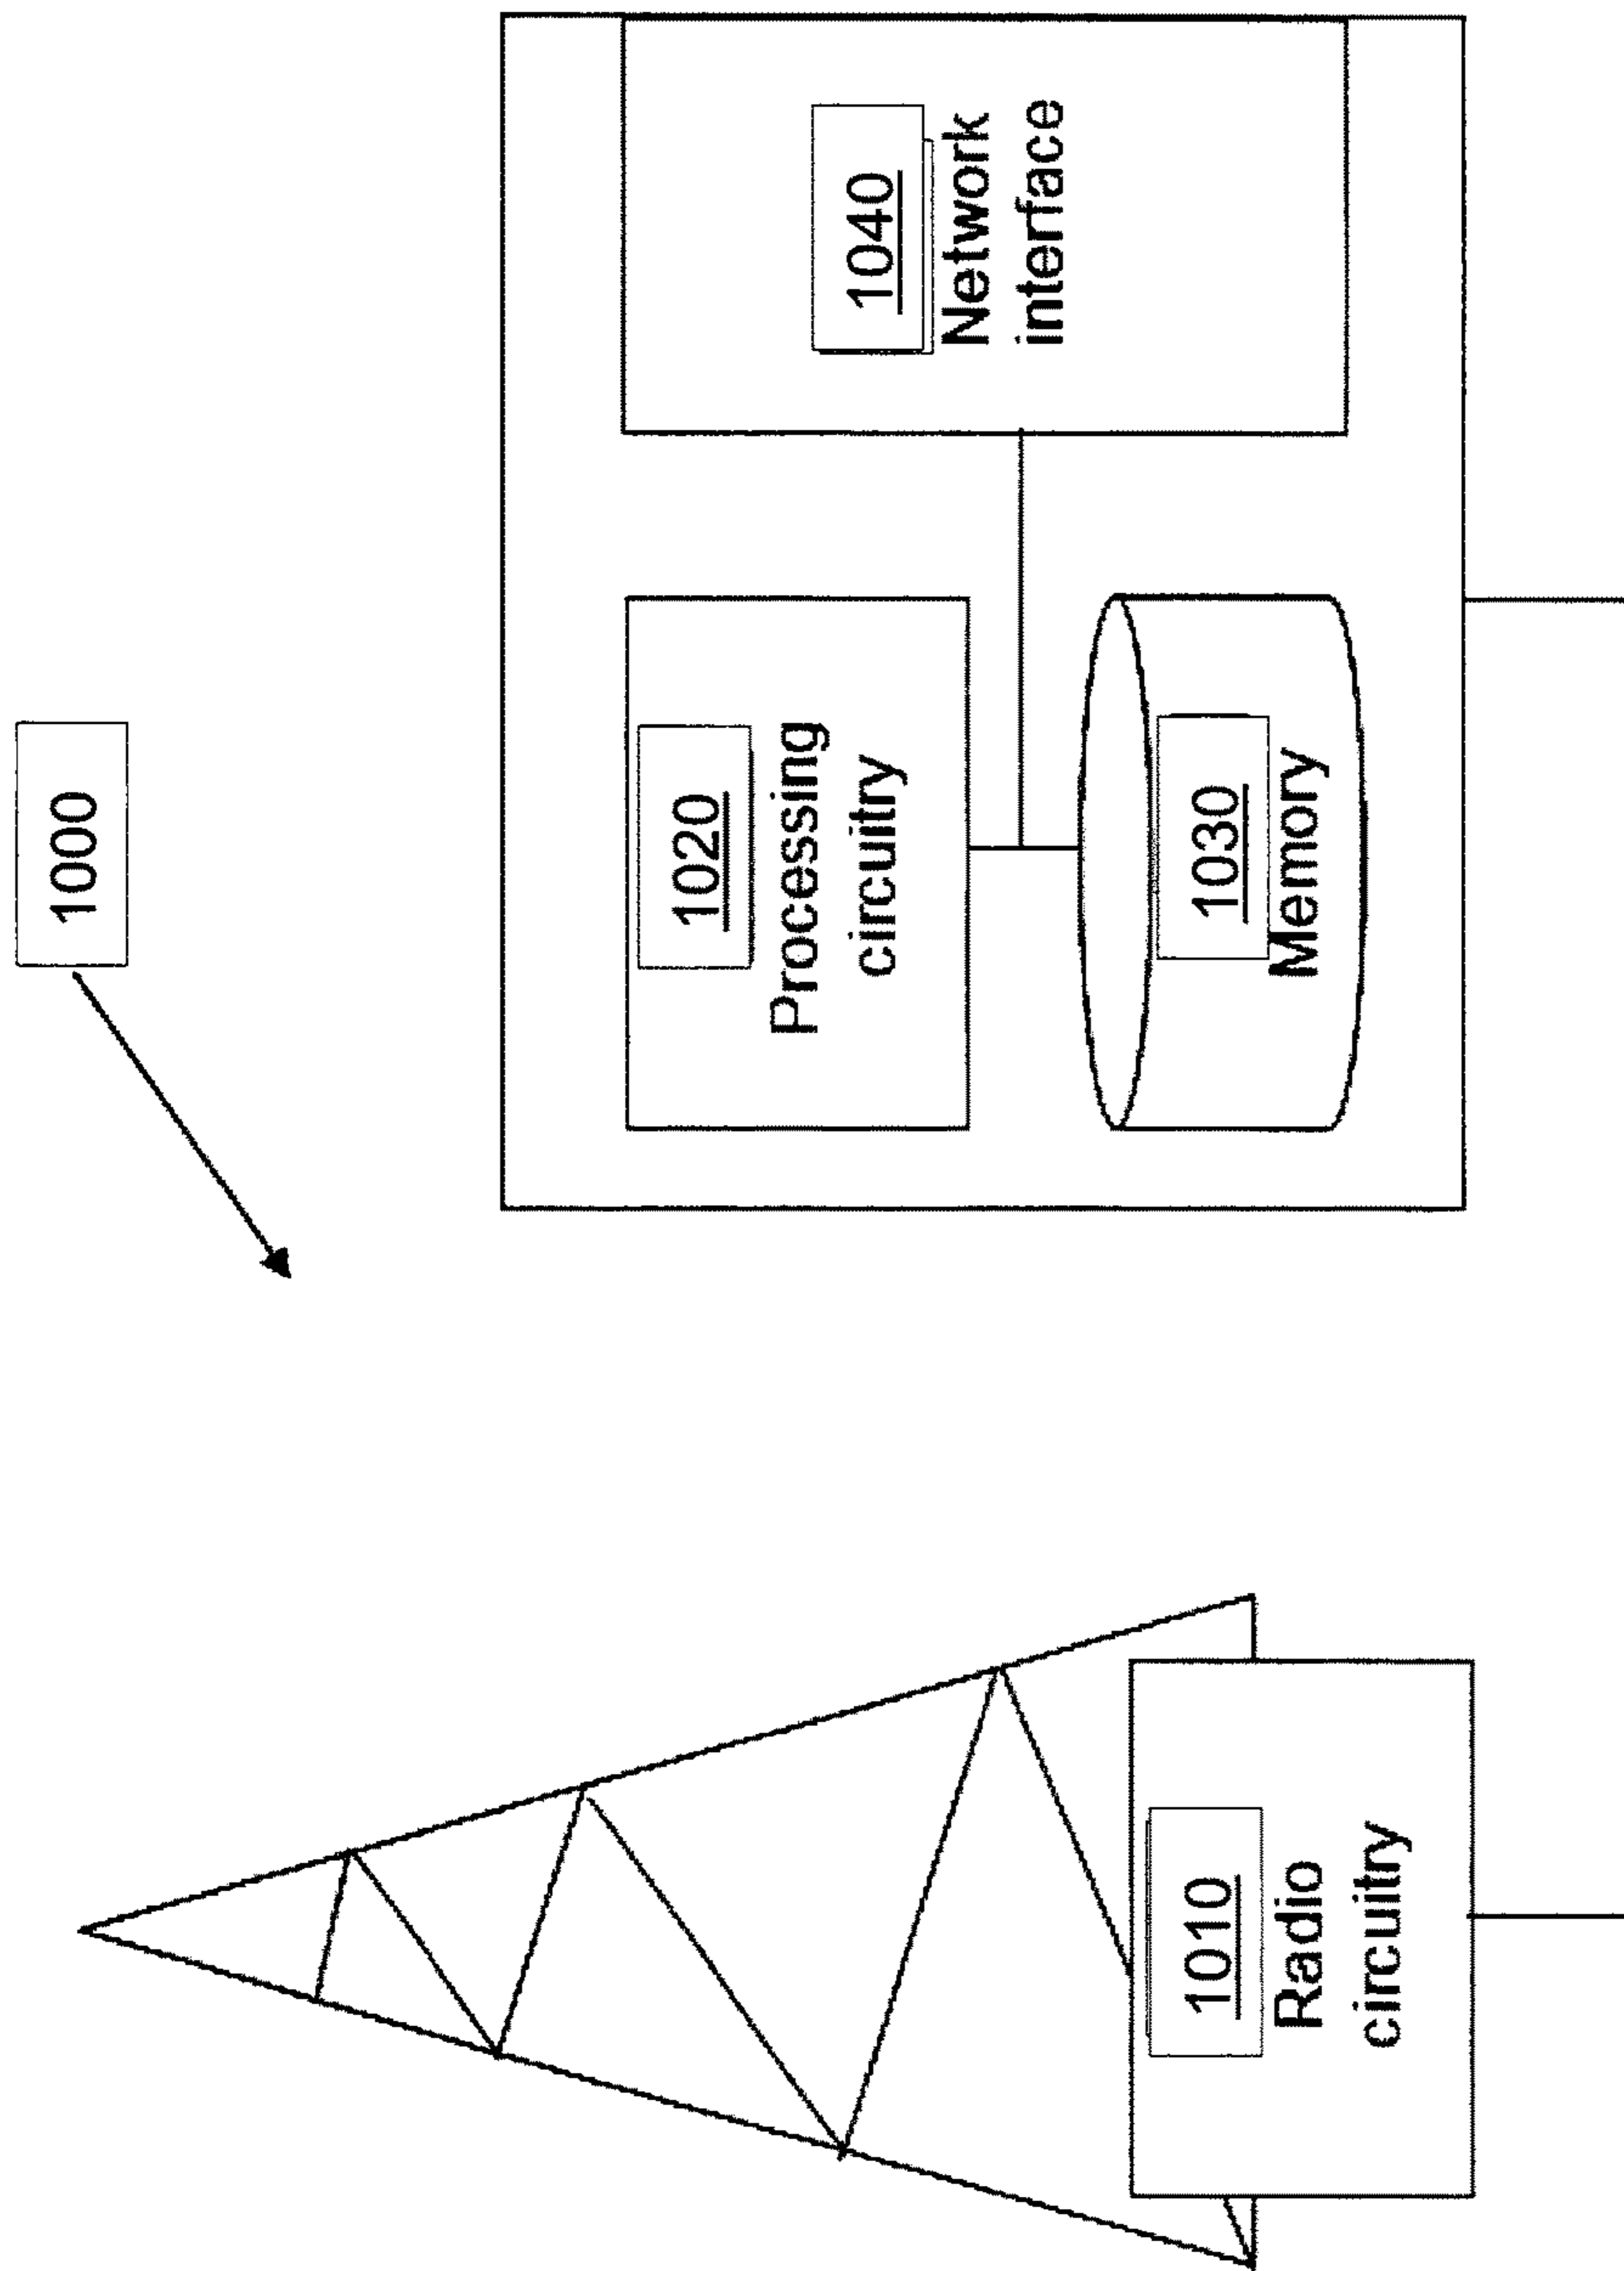 1000
1010
Radio
circuitry
1020
Processing
circuitry
1030
Memory
1040
Network
interface